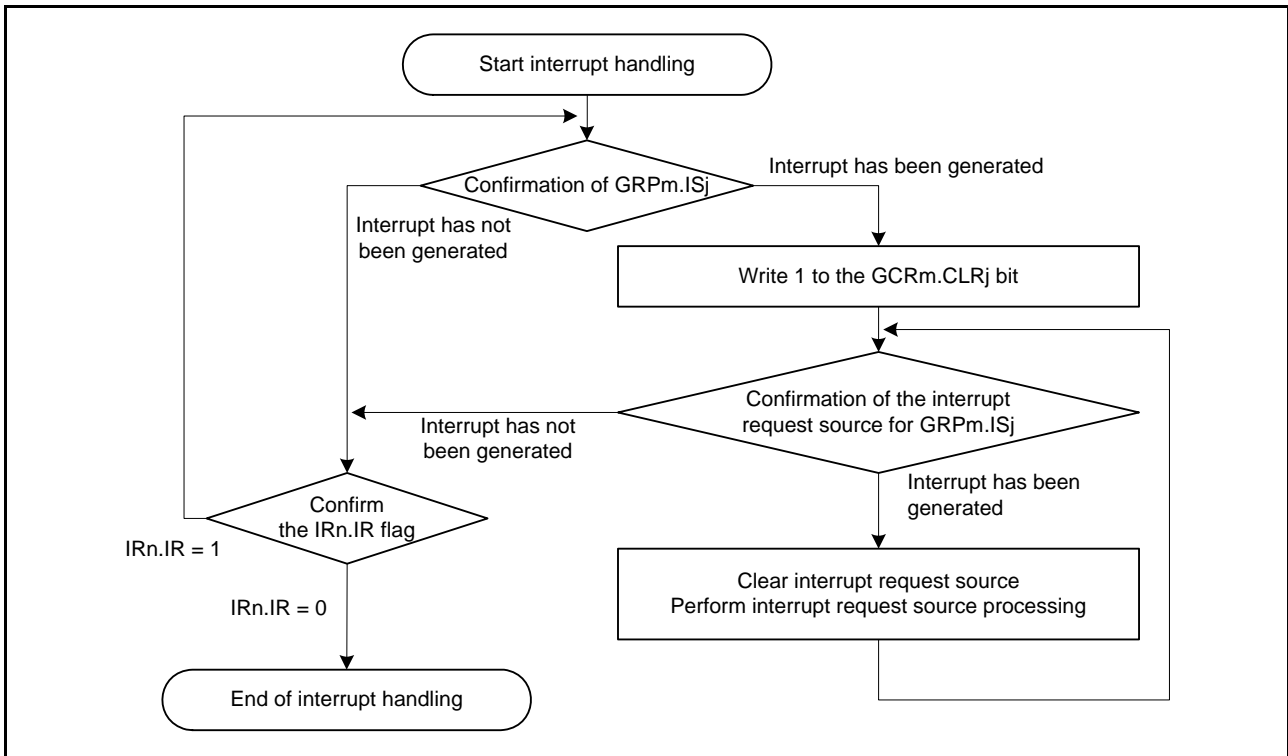 Start interrupt handling
Confirmation of GRPm.ISj
Interrupt has been generated
Interrupt has not
been generated
Write 1 to the GCRm.CLRj bit
Confirmation of the interrupt
request source for GRPm.ISj
Interrupt has not
been generated
Interrupt has been
generated
Confirm
the IRn.IR flag
IRn.IR = 1
Clear interrupt request source
Perform interrupt request source processing
IRn.IR = 0
End of interrupt handling